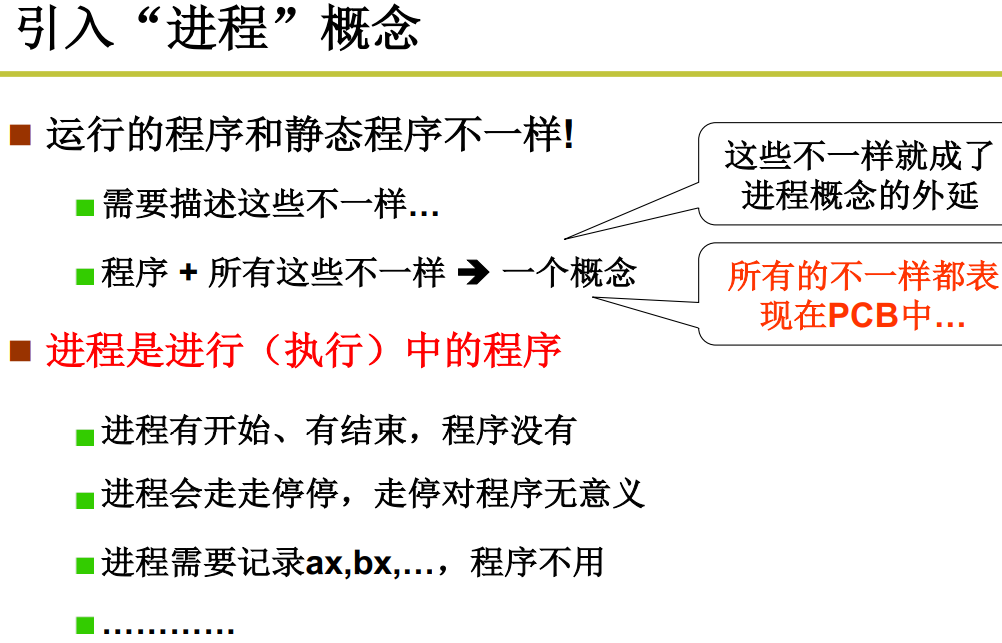 引入“进程”概念
运行的程序和静态程序不一样!
需要描述这些不一样…
程序 + 所有这些不一样 ➔ 一个概念
这些不一样就成了
进程概念的外延
所有的不一样都表
现在PCB中…
进程是进行（执行）中的程序
进程有开始、有结束，程序没有
进程会走走停停，走停对程序无意义
进程需要记录ax,bx,…，程序不用
…………